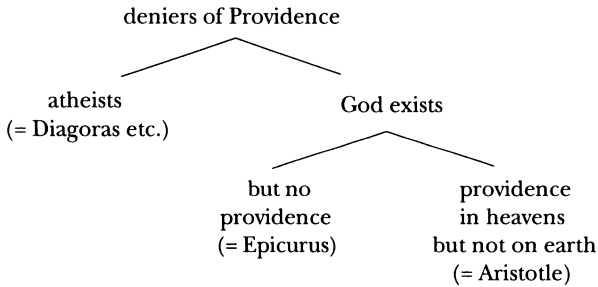 deniers of Providence
atheists
(= Diagoras etc.)
God exists
but no
providence
(= Epicurus)
providence
in heavens
but not on earth
(= Aristotle)